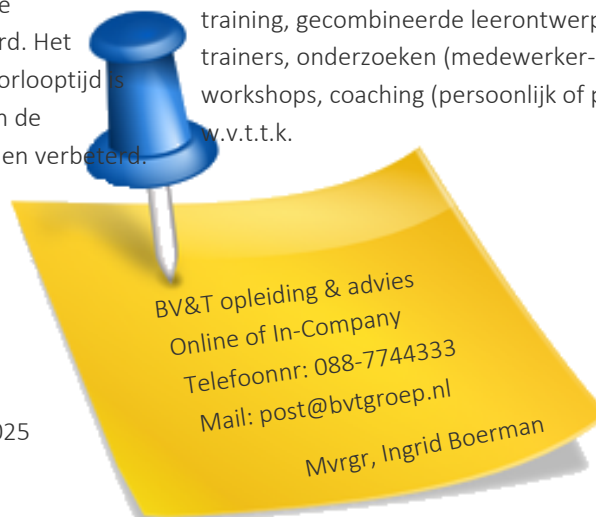 e
rd. Het
orlooptijd is
n de
en verbeterd.
025
training, gecombineerde leerontwerp
trainers, onderzoeken (medewerker-
workshops, coaching (persoonlijk of p
w.v.t.t.k.
BV&T opleiding & advies
Online of In-Company
Telefoonnr: 088-7744333
Mail: post@bvtgroep.nl
Mvrgr, Ingrid Boerman